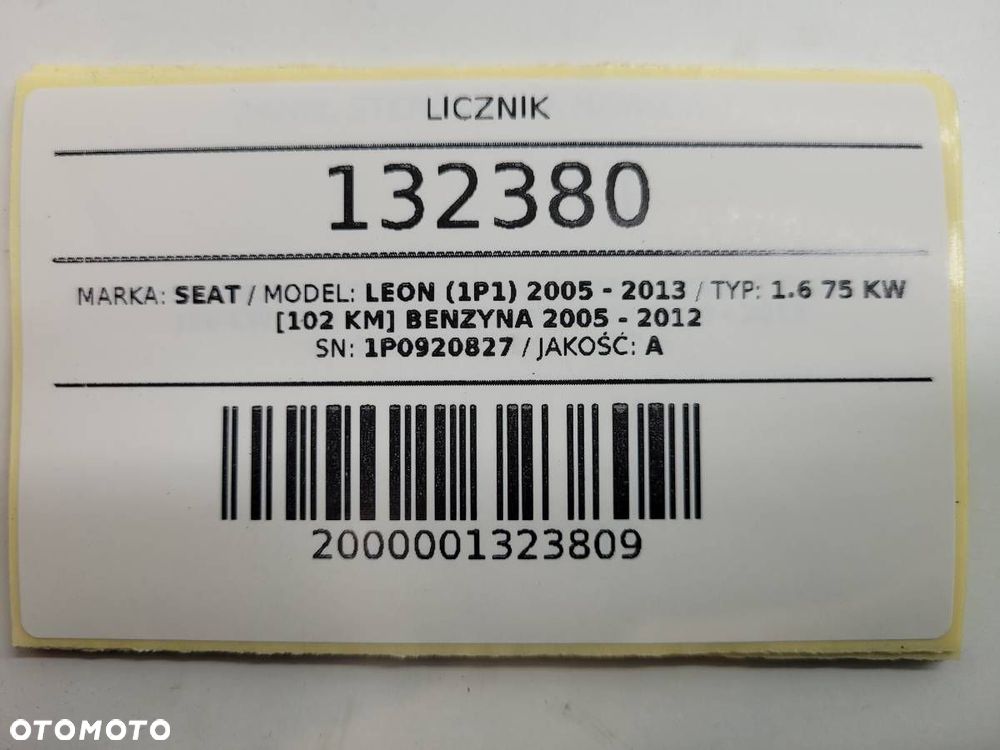 LICZNIK
132380
MARKA: SEAT / MODEL: LEON (1P1) 2005 - 2013 / TYP: 1.6 75 KW
[102 KM] BENZYNA 2005 - 2012
SN: 1P0920827 / JAKOŚĆ: A
2000001323809
OTOMOTO